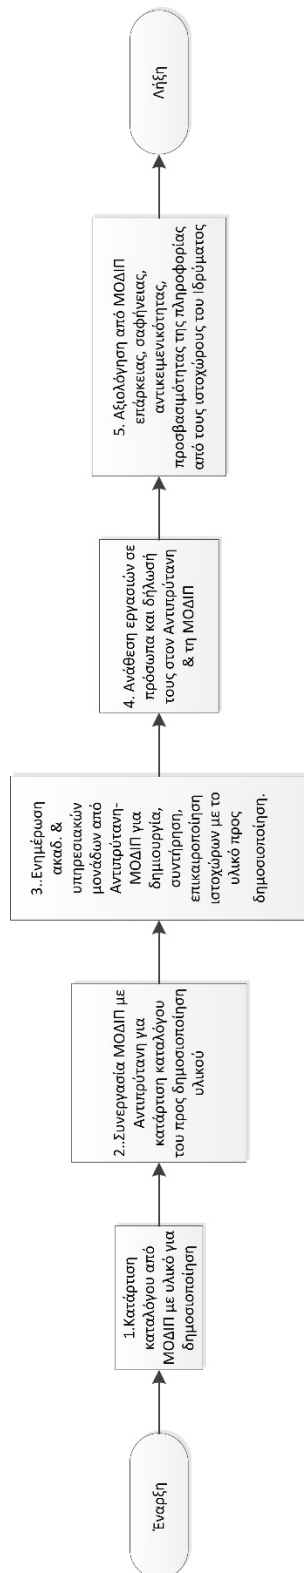 Έναρξη
1.Κατάρτιση
καταλόγου από
ΜΟΔΙΠ με υλικό για
δημοσιοποίηση
2..Συνεργασία ΜΟΔΙΠ με
Αντιπρύτανη για
κατάρτιση καταλόγου
του προς δημοσιοποίηση
υλικού
3..Ενημέρωση
ακαδ. &
υπηρεσιακών
μονάδων από
Αντιπρύτανη-
ΜΟΔΙΠ για
δημιουργία,
συντήρηση,
επικαιροποίηση
ιστοχώρων με το
υλικό προς
δημοσιοποίηση.
4. Ανάθεση εργασιών σε
πρόσωπα και δήλωσή
τους στον Αντιπρύτανη
& τη ΜΟΔΙΠ
5. Αξιολόγηση από ΜΟΔΙΠ
επάρκειας, σαφήνειας,
αντικειμενικότητας,
προσβασιμότητας της πληροφορίας
από τους ιστοχώρους του Ιδρύματος
Λήξη